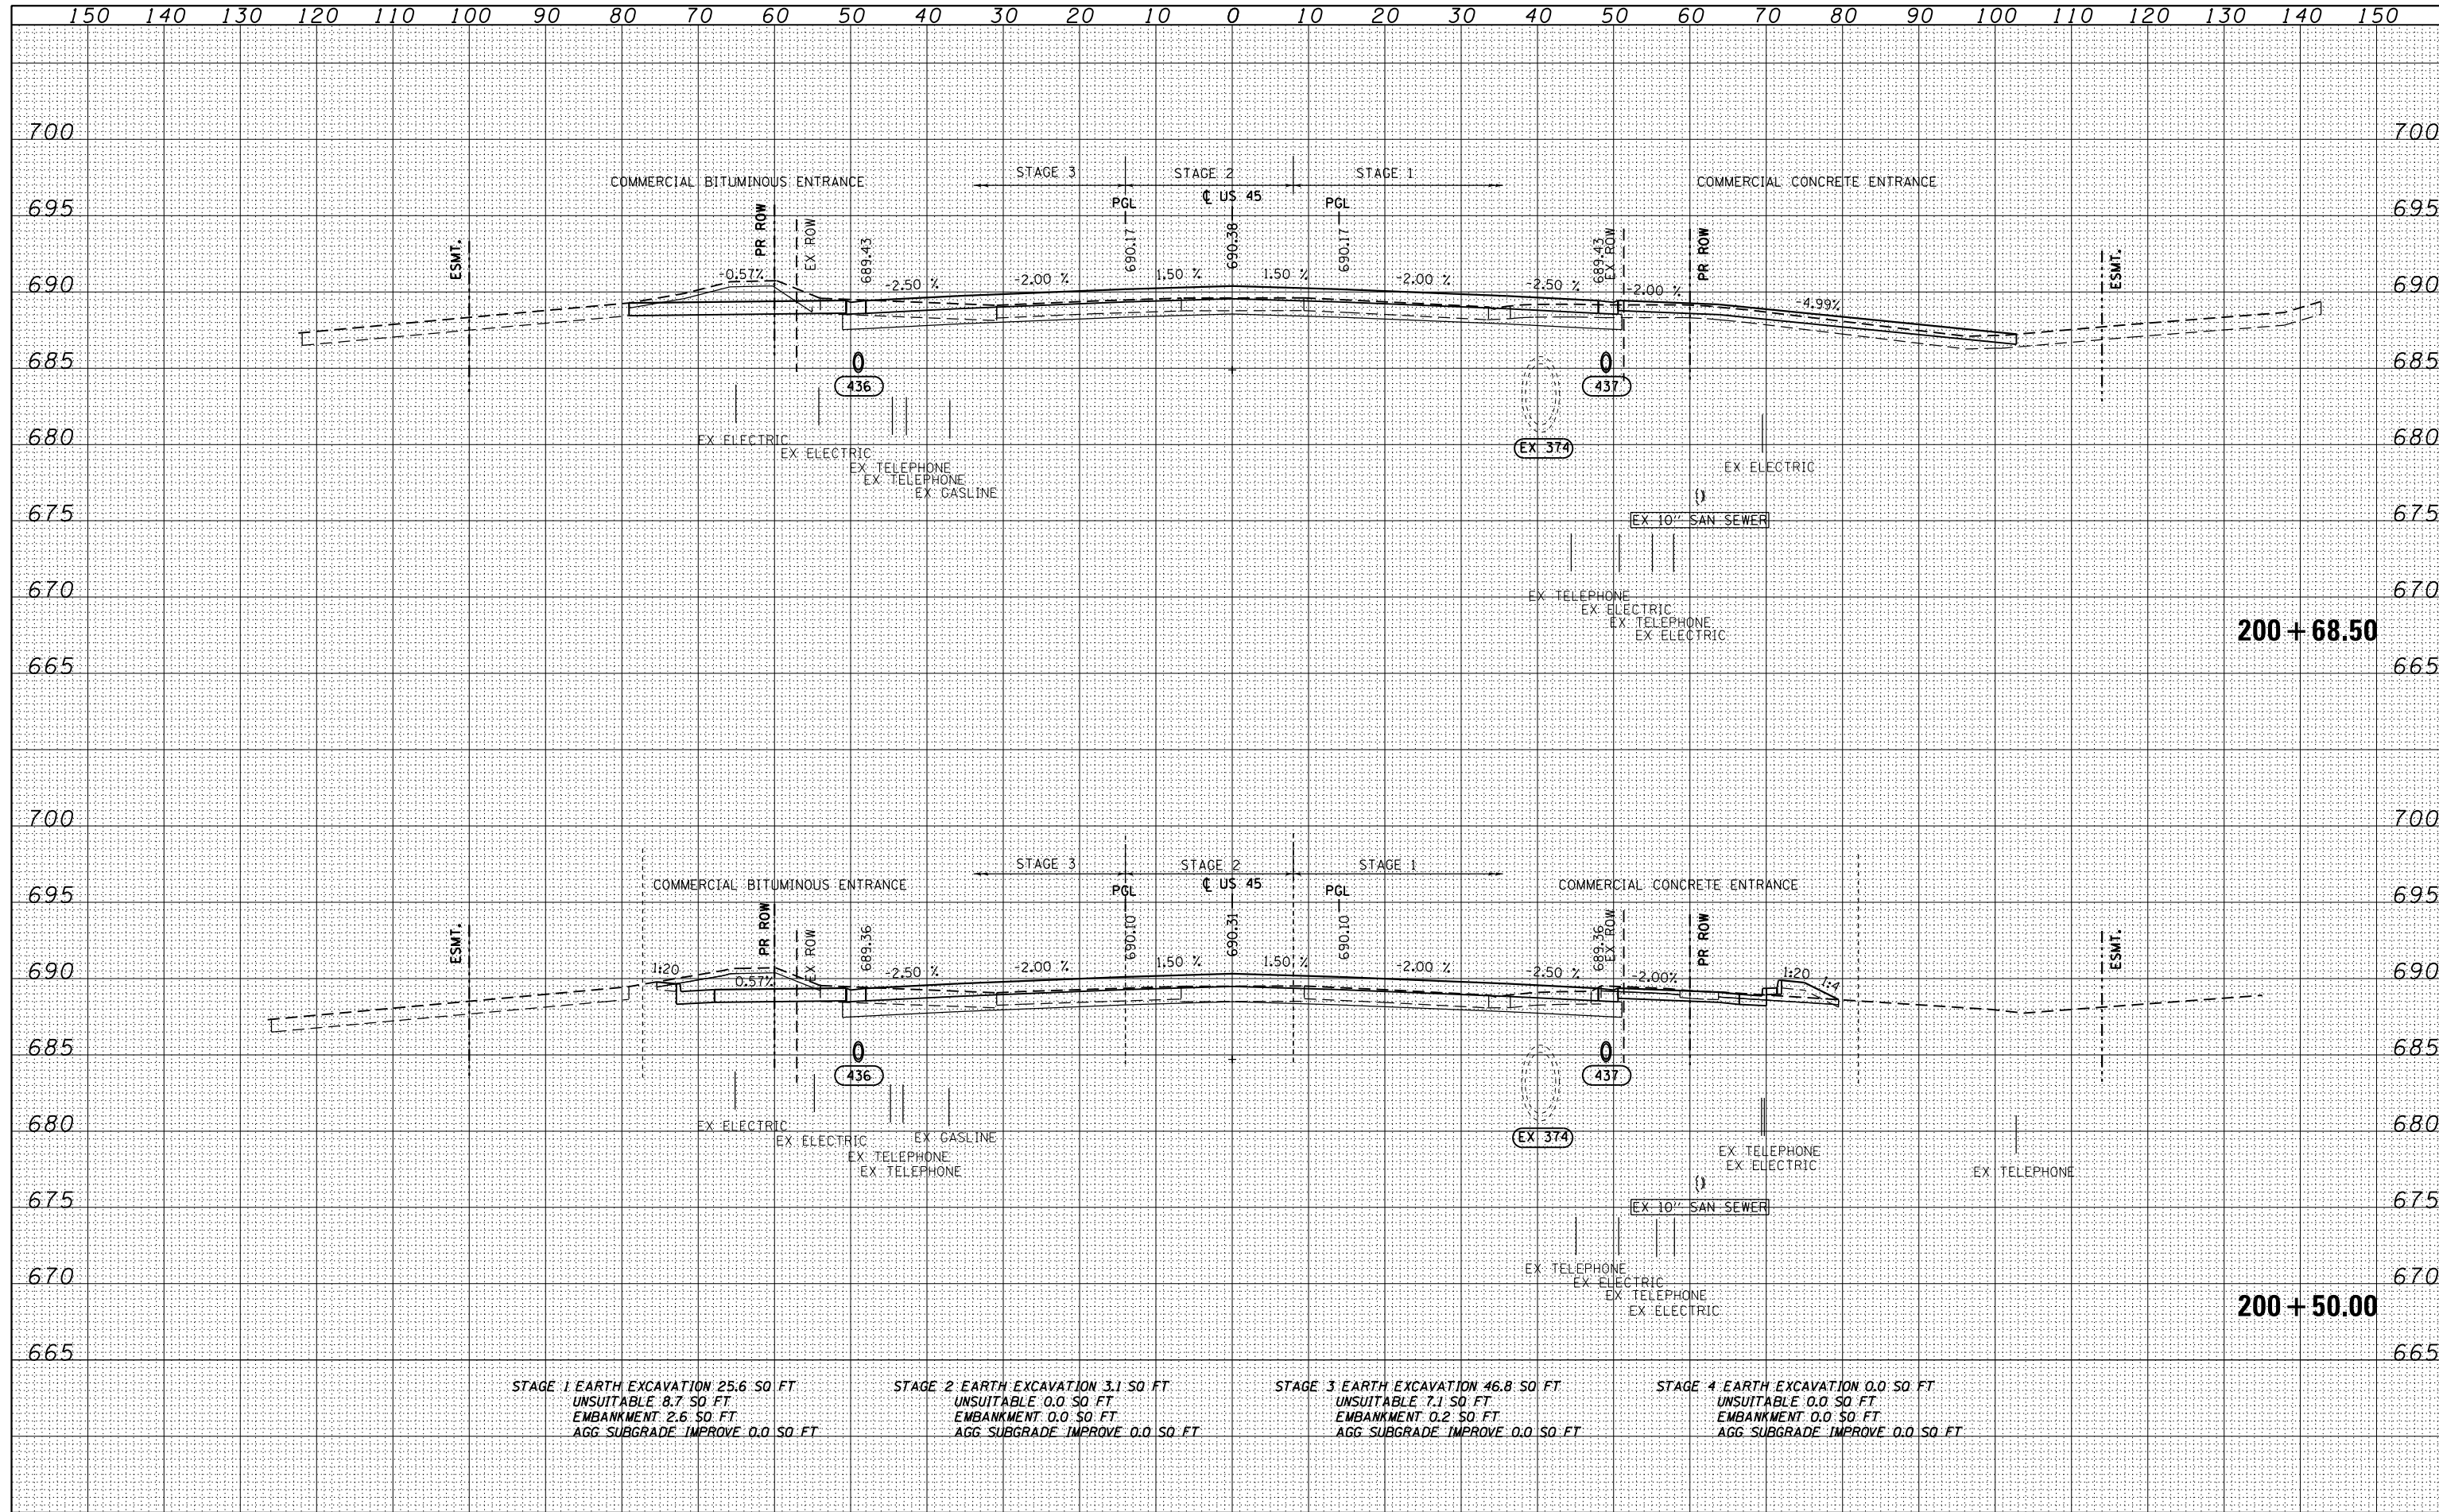 150 140 130 120 110 100 90 80 70 60 50 40 30 20 10 0 10 20 30 40 50 60 70 80 90 100 110 120 130 140 150
700 700
STAGE 3 STAGE 2 STAGE 1
COMMERCIAL BITUMINOUS ENTRANCE
COMMERCIAL CONCRETE ENTRANCE
℄ US 45
PGL PGL
695 695
ESMT.
PR ROW
EX ROW
689.43
690.17
690.38
690.17
689.43
EX ROW
PR ROW
ESMT.
-0.57% -2.50 % -2.00 % 1.50 % 1.50 % -2.00 % -2.50 % -2.00 % -4.99%
690 690
685 685
436 437
680 680
EX ELECTRIC
EX ELECTRIC
EX TELEPHONE
EX TELEPHONE
EX GASLINE
EX 374
EX ELECTRIC
675 675
EX 10" SAN SEWER
670 670
EX TELEPHONE
EX ELECTRIC
EX TELEPHONE
EX ELECTRIC
200+68.50
665 665
700 700
STAGE 3 STAGE 2 STAGE 1
COMMERCIAL BITUMINOUS ENTRANCE
COMMERCIAL CONCRETE ENTRANCE
℄ US 45
PGL PGL
695 695
ESMT.
PR ROW
EX ROW
689.36
690.10
690.31
690.10
689.36
EX ROW
PR ROW
ESMT.
1:20 0.57% -2.50 % -2.00 % 1.50 % 1.50 % -2.00 % -2.50 % -2.00% 1:20 1:4
690 690
685 685
436 437
680 680
EX ELECTRIC
EX ELECTRIC
EX GASLINE
EX TELEPHONE
EX TELEPHONE
EX 374
EX TELEPHONE
EX ELECTRIC
EX TELEPHONE
675 675
EX 10" SAN SEWER
670 670
EX TELEPHONE
EX ELECTRIC
EX TELEPHONE
EX ELECTRIC
200+50.00
665 665
STAGE 1 EARTH EXCAVATION 25.6 SQ FT
UNSUITABLE 8.7 SQ FT
EMBANKMENT 2.6 SQ FT
AGG SUBGRADE IMPROVE 0.0 SQ FT
STAGE 2 EARTH EXCAVATION 3.1 SQ FT
UNSUITABLE 0.0 SQ FT
EMBANKMENT 0.0 SQ FT
AGG SUBGRADE IMPROVE 0.0 SQ FT
STAGE 3 EARTH EXCAVATION 46.8 SQ FT
UNSUITABLE 7.1 SQ FT
EMBANKMENT 0.2 SQ FT
AGG SUBGRADE IMPROVE 0.0 SQ FT
STAGE 4 EARTH EXCAVATION 0.0 SQ FT
UNSUITABLE 0.0 SQ FT
EMBANKMENT 0.0 SQ FT
AGG SUBGRADE IMPROVE 0.0 SQ FT